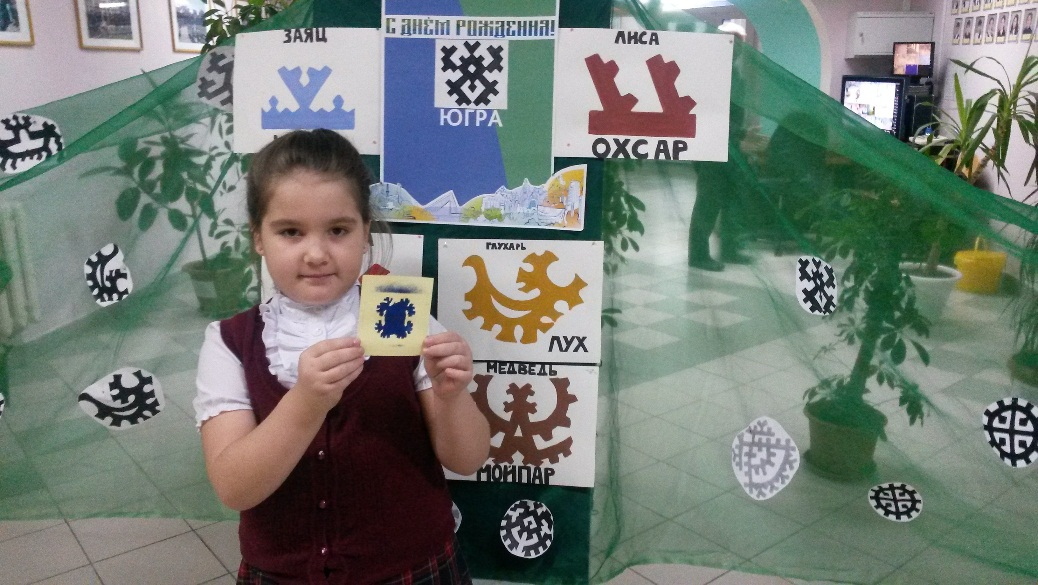 ЗАЯЦ
С ДНЁМ РОЖДЕНИЯ!
ЮГРА
ЛИСА
ОХСАР
ГЛУХАРЬ
ЛУХ
МЕДВЕДЬ
МОЙПАР